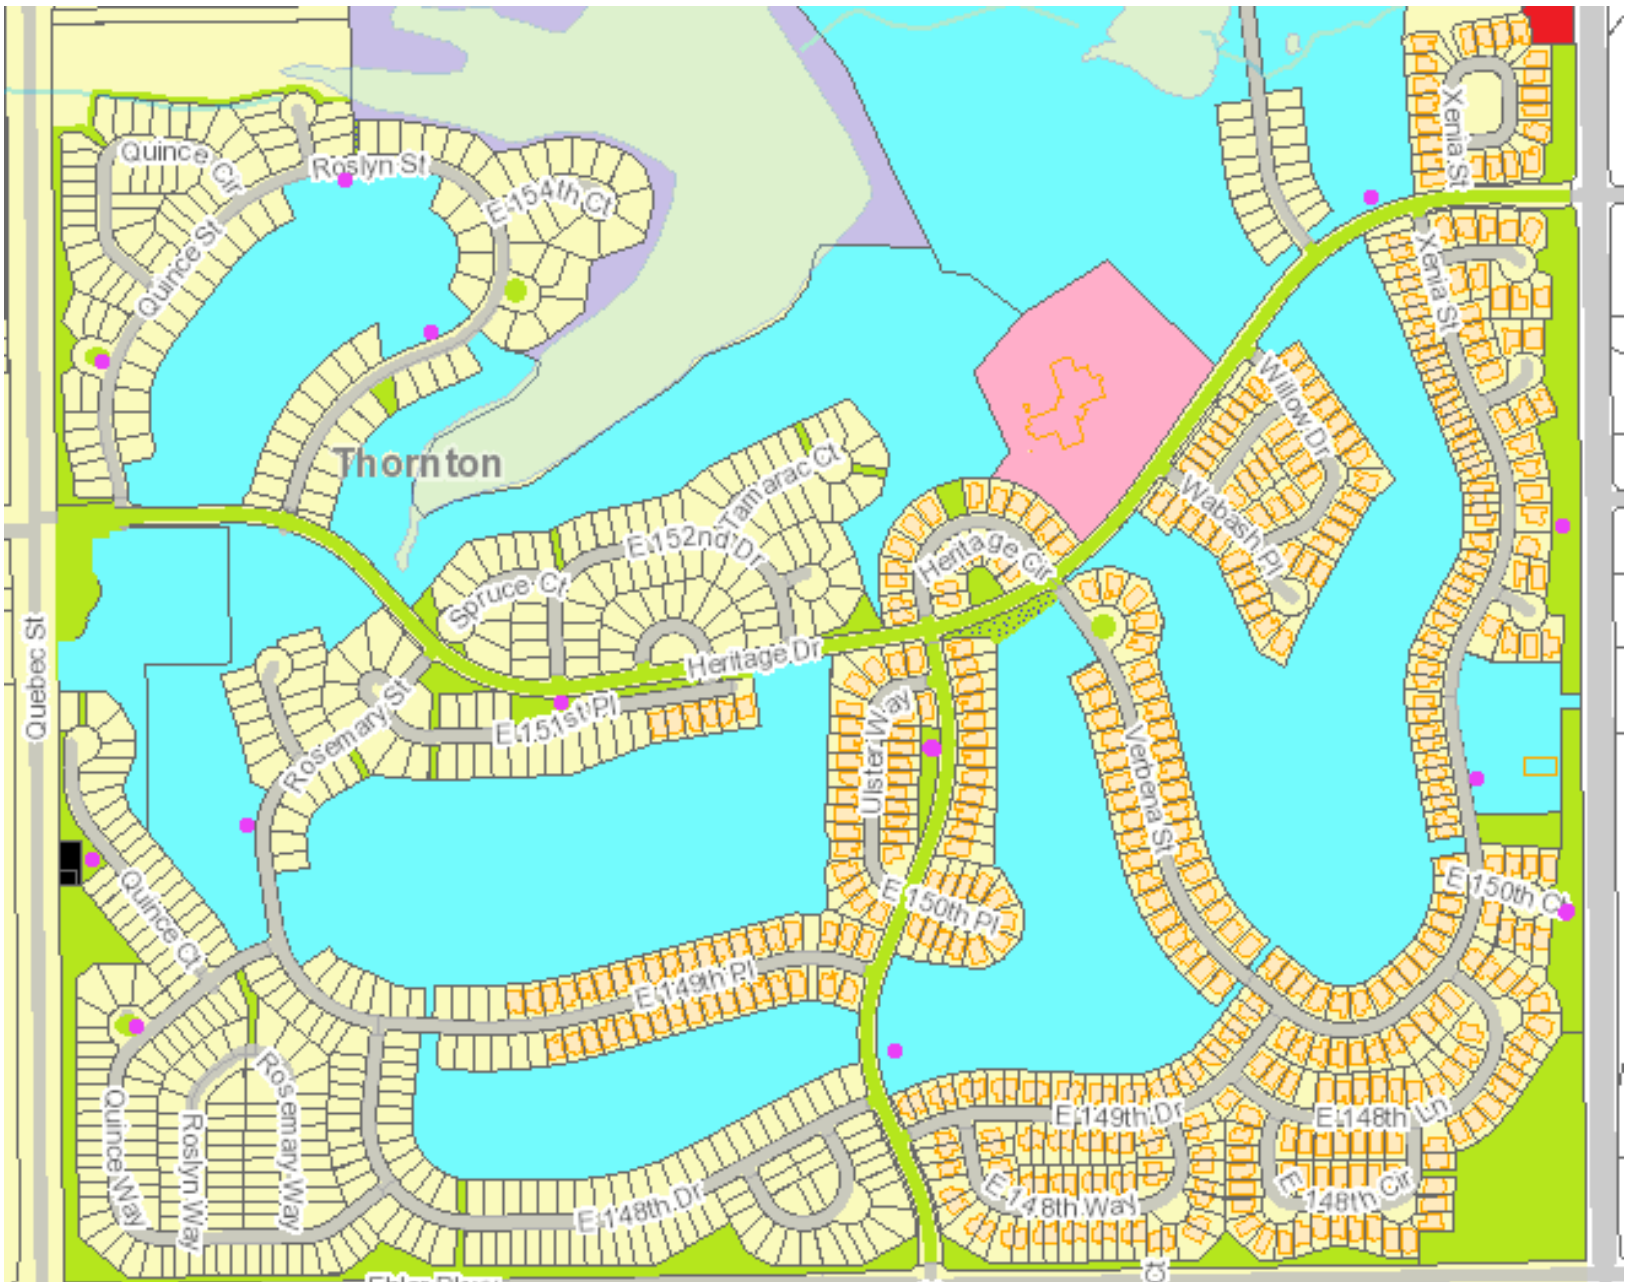 Quince Cir
Roslyn St
E 154th Ct
Xenia St
Quince St
Xenia St
Willow Dr
Thornton
Tamarac Ct
Wabash Pl
E 152nd Dr
Heritage Cir
Spruce Ct
Heritage Dr
Quebec St
Rosemary St
E 151st Pl
Ulster Way
Verbena St
Quince Ct
E 150th Pl
E 150th Ct
E 149th Pl
Rosemary Way
Quince Way
Roslyn Way
E 149th Dr
E 148th Ln
E 148th Dr
E 148th Way
E 148th Cir
Ct